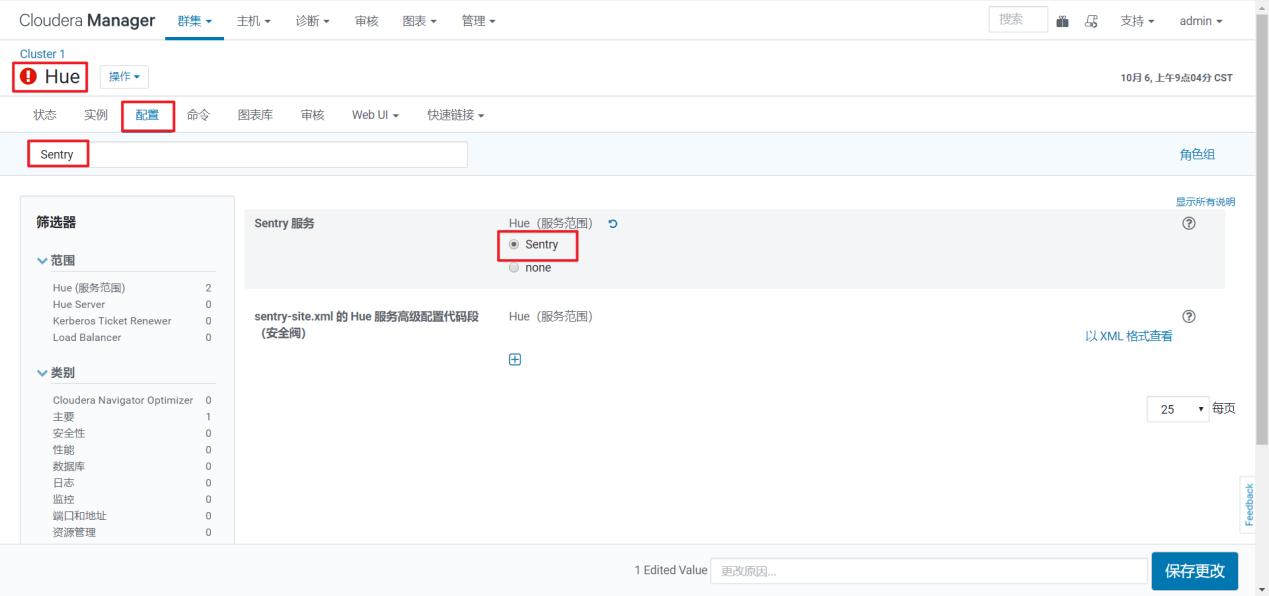 Cloudera Manager 群集 主机 诊断 审核 图表 管理 搜索 支持 admin
Cluster 1
Hue 操作 10月 6, 上午9点04分 CST
状态 实例 配置 命令 图表库 审核 Web UI 快速链接
Sentry 角色组
显示所有说明
筛选器
范围
Hue (服务范围) 2
Hue Server 0
Kerberos Ticket Renewer 0
Load Balancer 0
类别
Cloudera Navigator Optimizer 0
主要 1
安全性 0
性能 0
数据库 0
日志 0
监控 0
端口和地址 0
资源管理 0
Sentry 服务 Hue（服务范围）
Sentry
none
sentry-site.xml 的 Hue 服务高级配置代码段 Hue（服务范围）
（安全阀） 以 XML 格式查看
25 每页
Feedback
1 Edited Value 更改原因... 保存更改